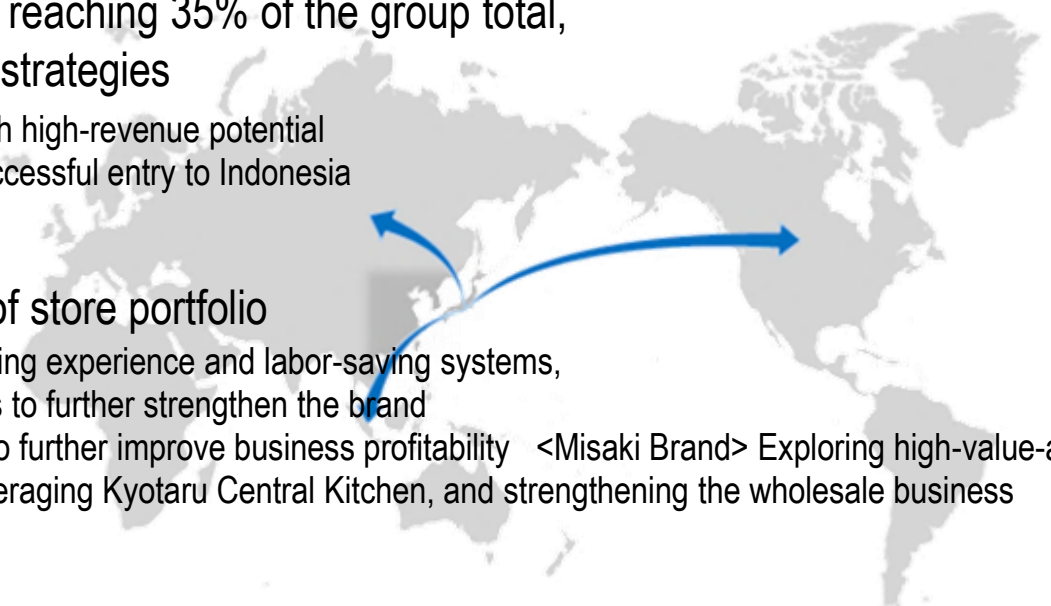 reaching 35% of the group total,
strategies
h high-revenue potential
ccessful entry to Indonesia
of store portfolio
ing experience and labor-saving systems,
s to further strengthen the brand
o further improve business profitability <Misaki Brand> Exploring high-value-a
eraging Kyotaru Central Kitchen, and strengthening the wholesale business